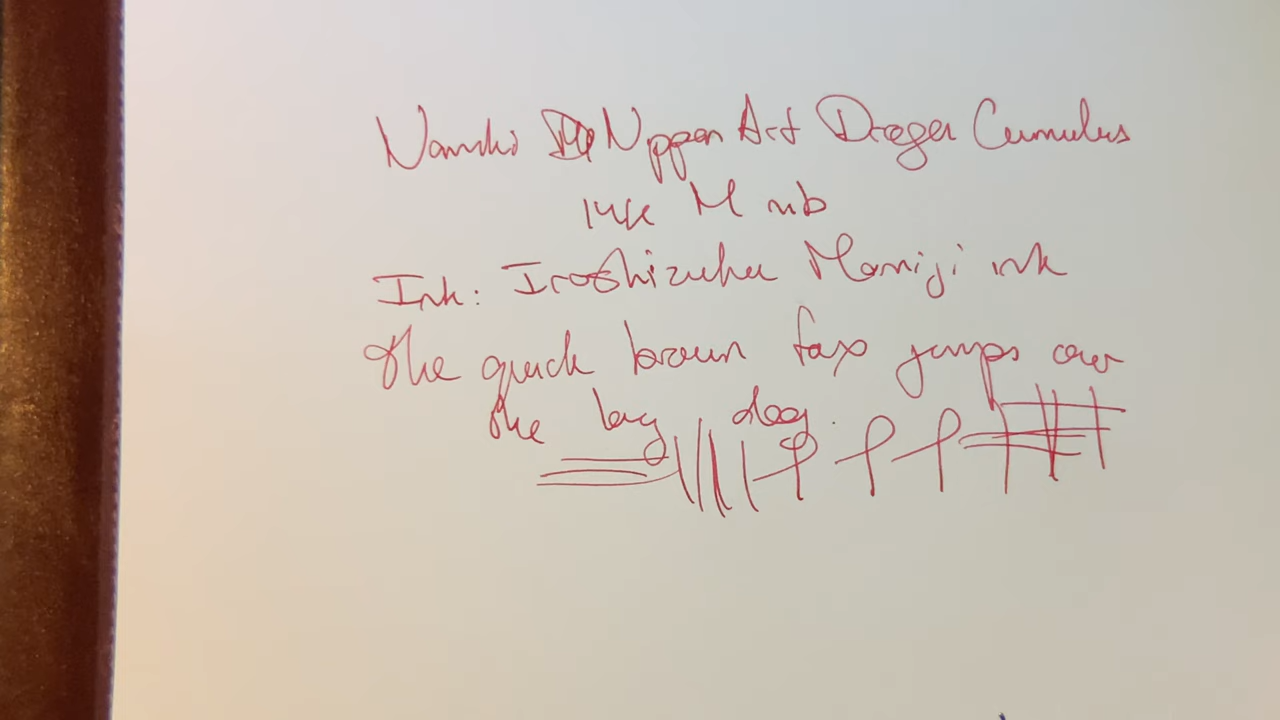 Namiki Nippon Art Dragon Cumulus
14k M nib
Ink: Iroshizuku Momiji ink
The quick brown fox jumps over
the lazy dog.